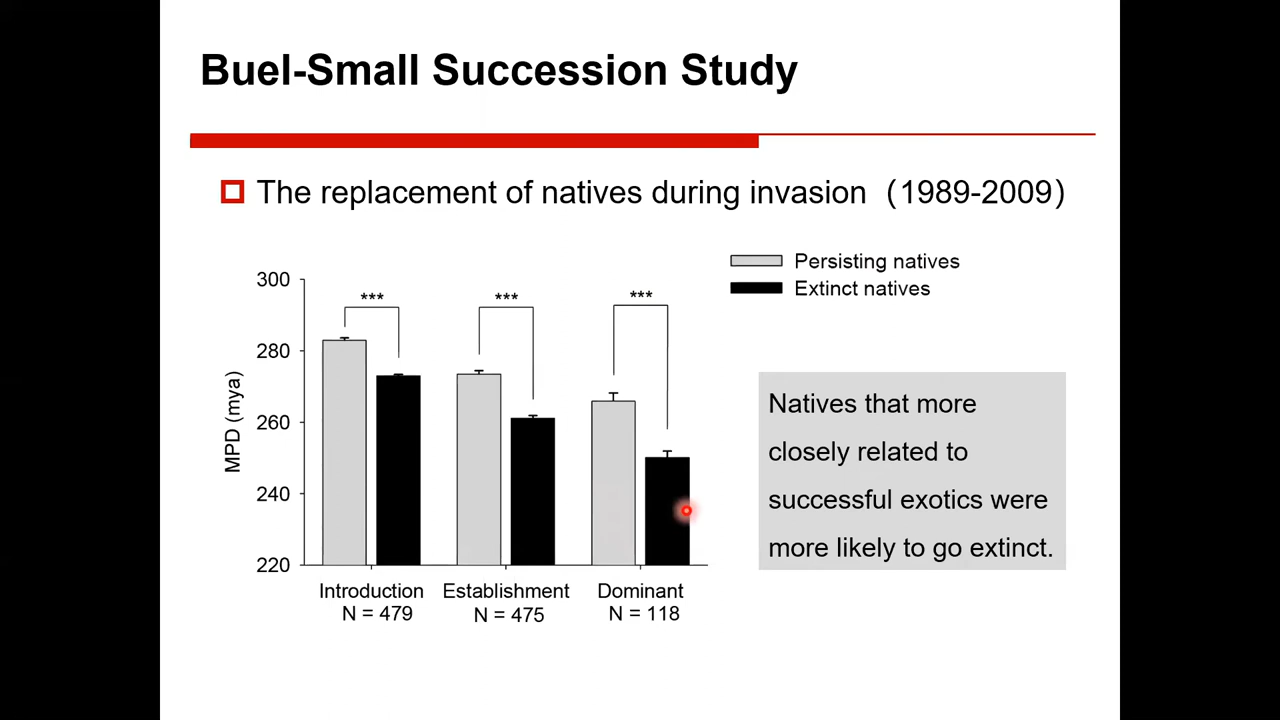 Buel-Small Succession Study
The replacement of natives during invasion (1989-2009)
Persisting natives
Extinct natives
300
280
260
240
220
MPD (mya)
***
***
***
Introduction
N = 479
Establishment
N = 475
Dominant
N = 118
Natives that more
closely related to
successful exotics were
more likely to go extinct.